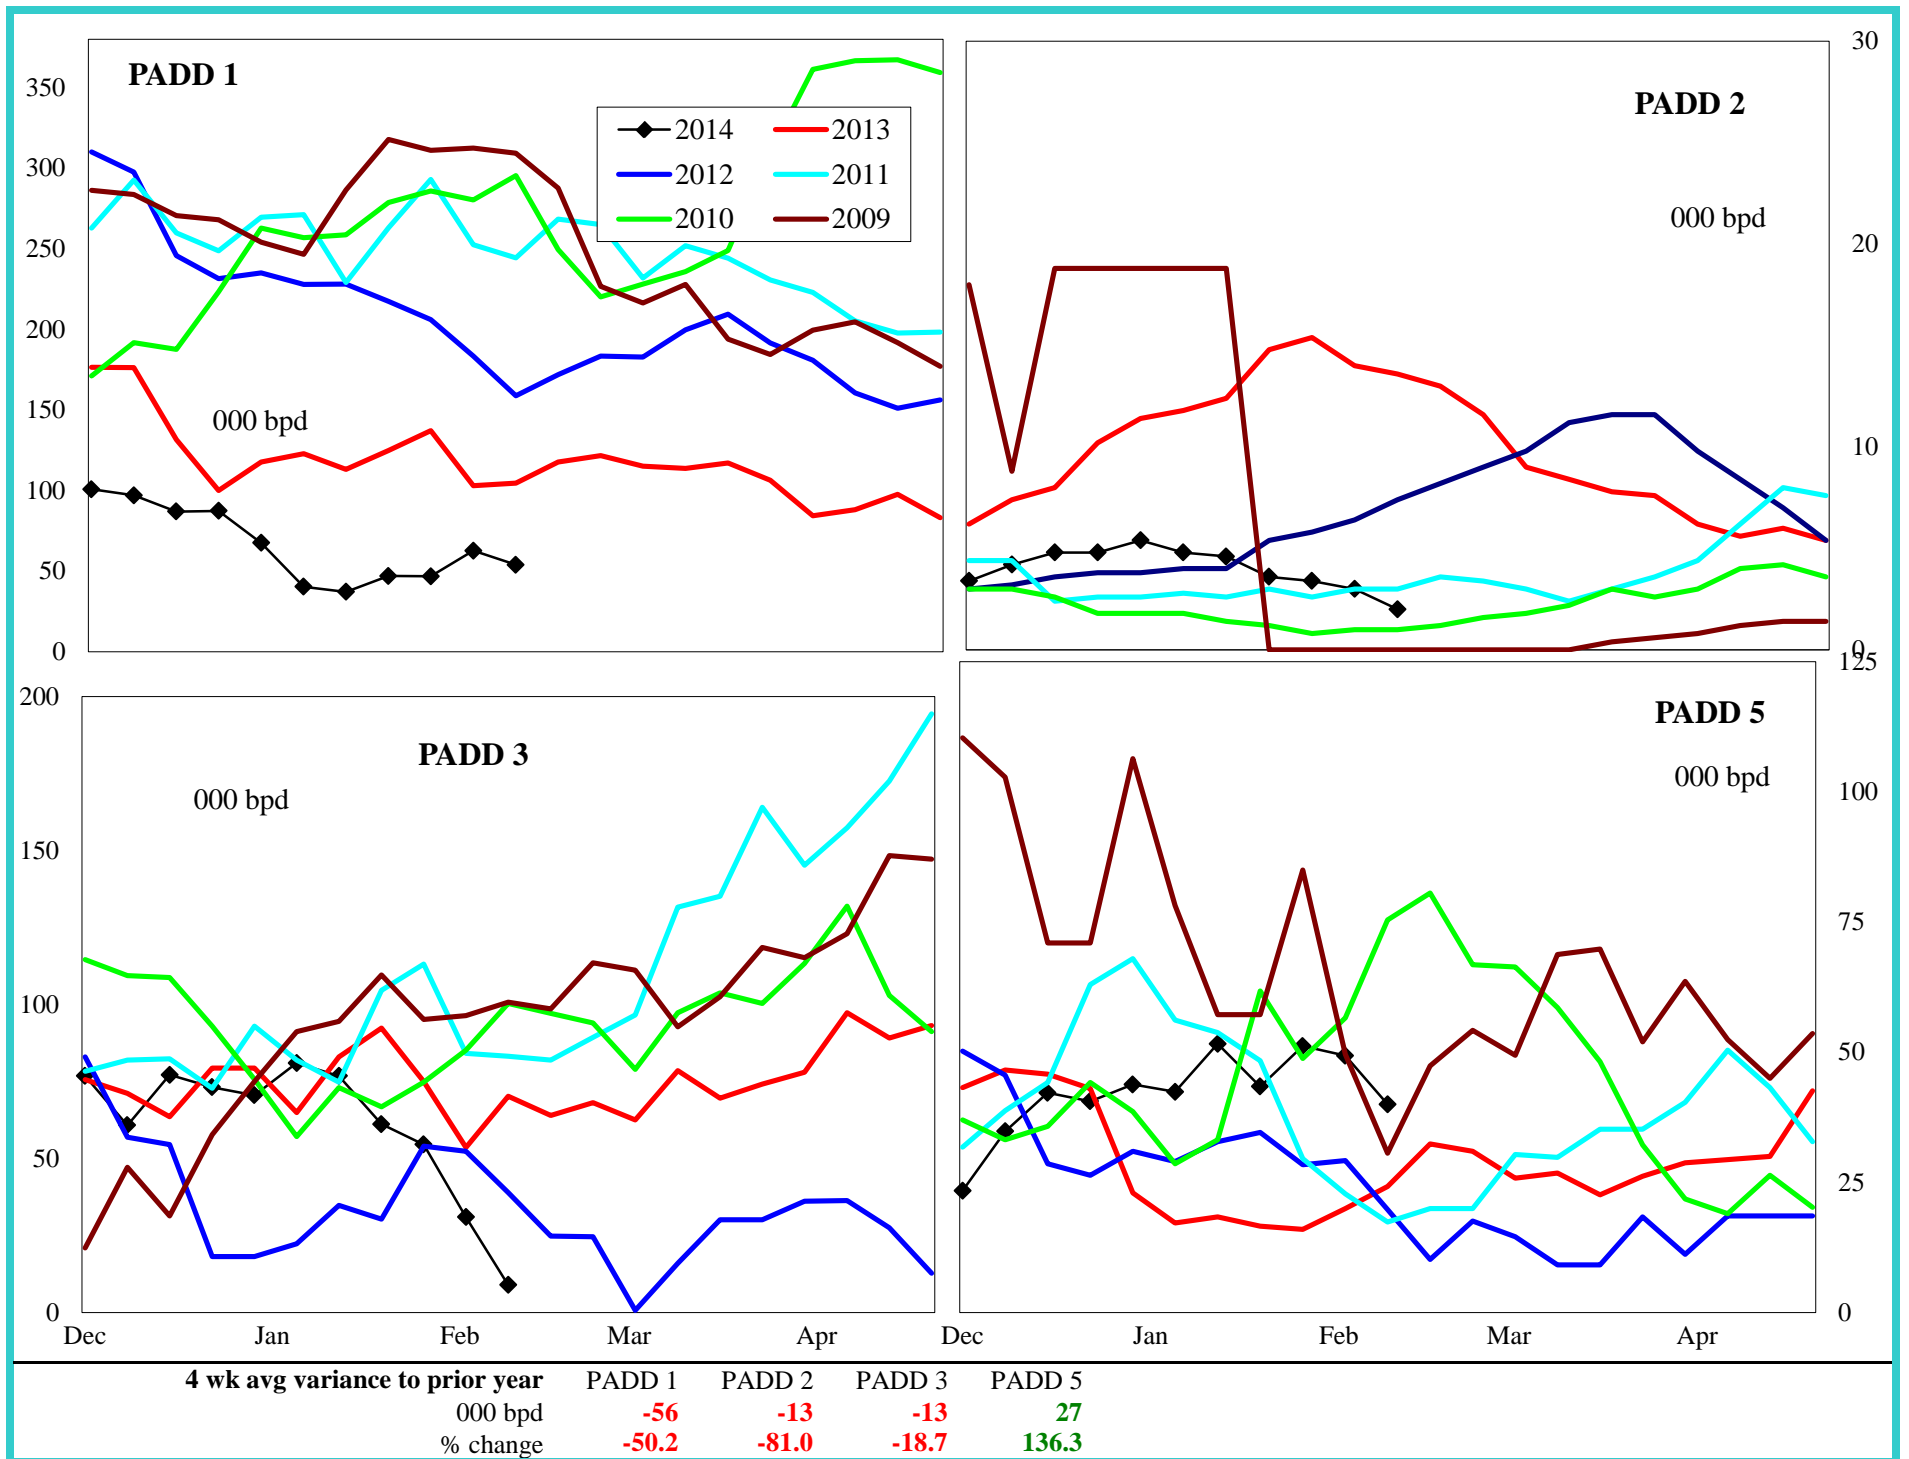 PADD 1
350
300
250
200
150
100
50
0
000 bpd
2014 2013
2012 2011
2010 2009
PADD 2
000 bpd
30
20
10
0
PADD 3
000 bpd
200
150
100
50
0
Dec Jan Feb Mar Apr
PADD 5
000 bpd
125
100
75
50
25
0
Dec Jan Feb Mar Apr
4 wk avg variance to prior year PADD 1 PADD 2 PADD 3 PADD 5
000 bpd -56 -13 -13 27
% change -50.2 -81.0 -18.7 136.3